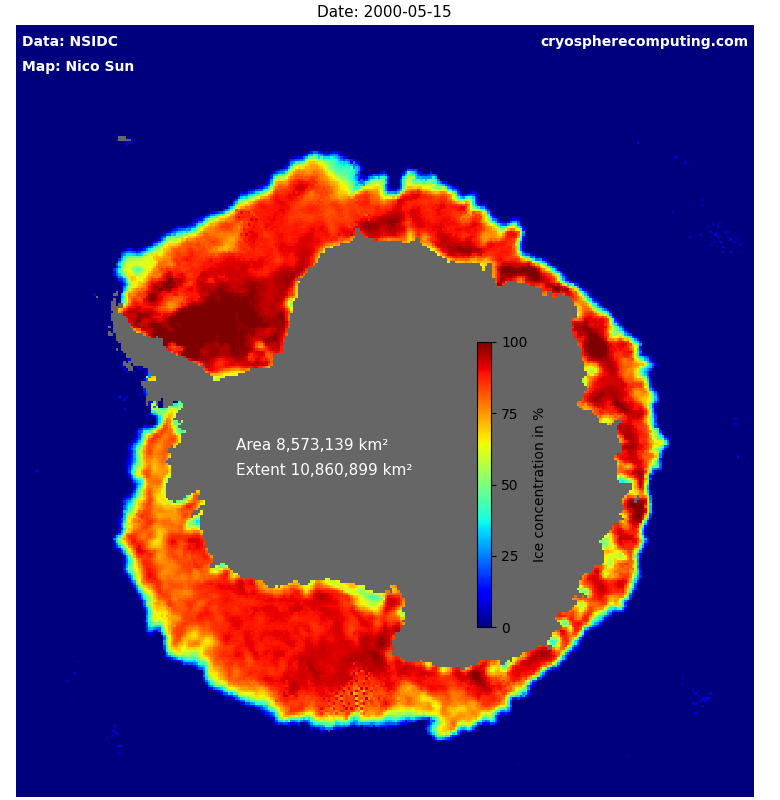 Date: 2000-05-15
Data: NSIDC
cryospherecomputing.com
Map: Nico Sun
100
75
50
25
0
Ice concentration in %
Area 8,573,139 km²
Extent 10,860,899 km²